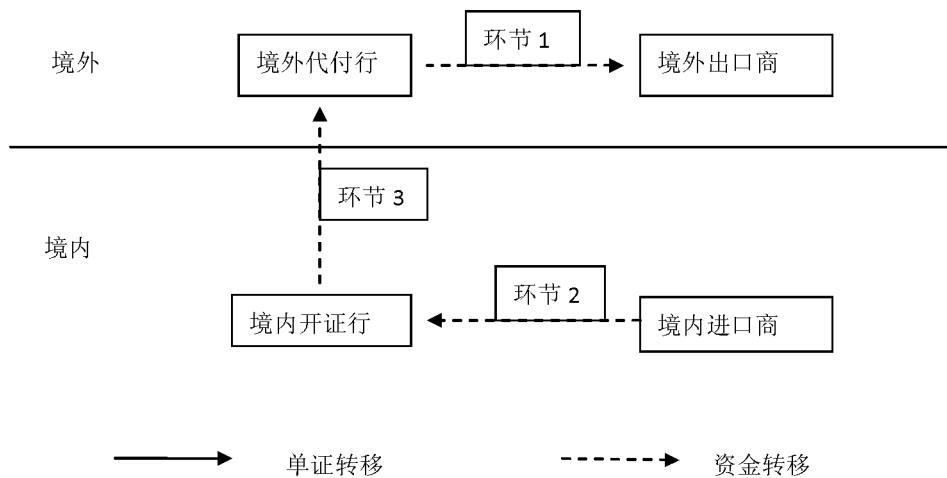 环节 1
境外
境外代付行
境外出口商
环节 3
境内
环节 2
境内开证行
境内进口商
单证转移
资金转移